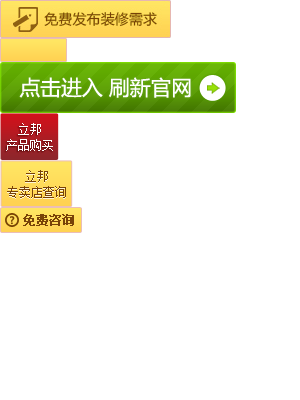 免费发布装修需求
点击进入 刷新官网
立邦
产品购买
立邦
专卖店查询
免费咨询